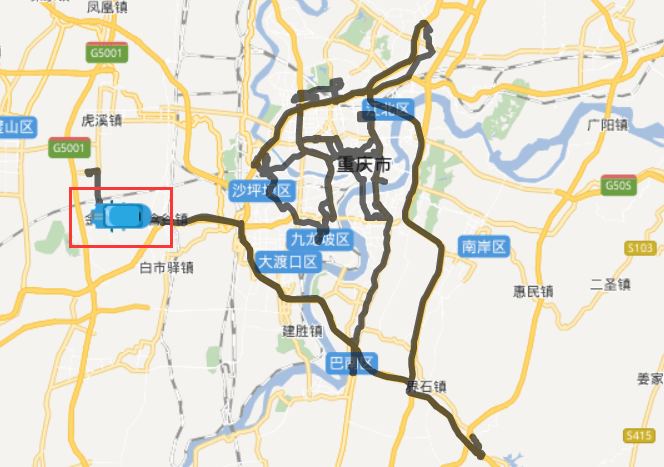 凤凰镇
G5001
虎溪镇
江北区
璧山区
广阳镇
G5001
重庆市
G50S
沙坪坝区
九龙坡区
南岸区
S103
大渡口区
白市驿镇
二圣镇
惠民镇
建胜镇
巴南区
界石镇
姜家
S415